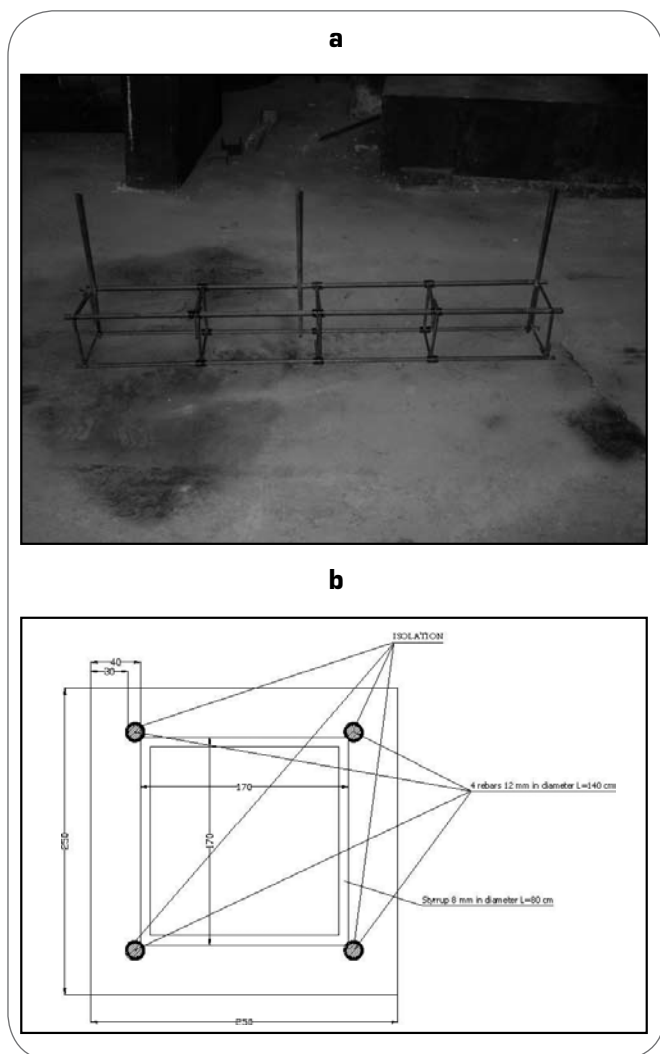 a
b
ISOLATION
40
30
4 rebars 12 mm in diameter L=140 cm
170
170
250
Styrrup 8 mm in diameter L=80 cm
250